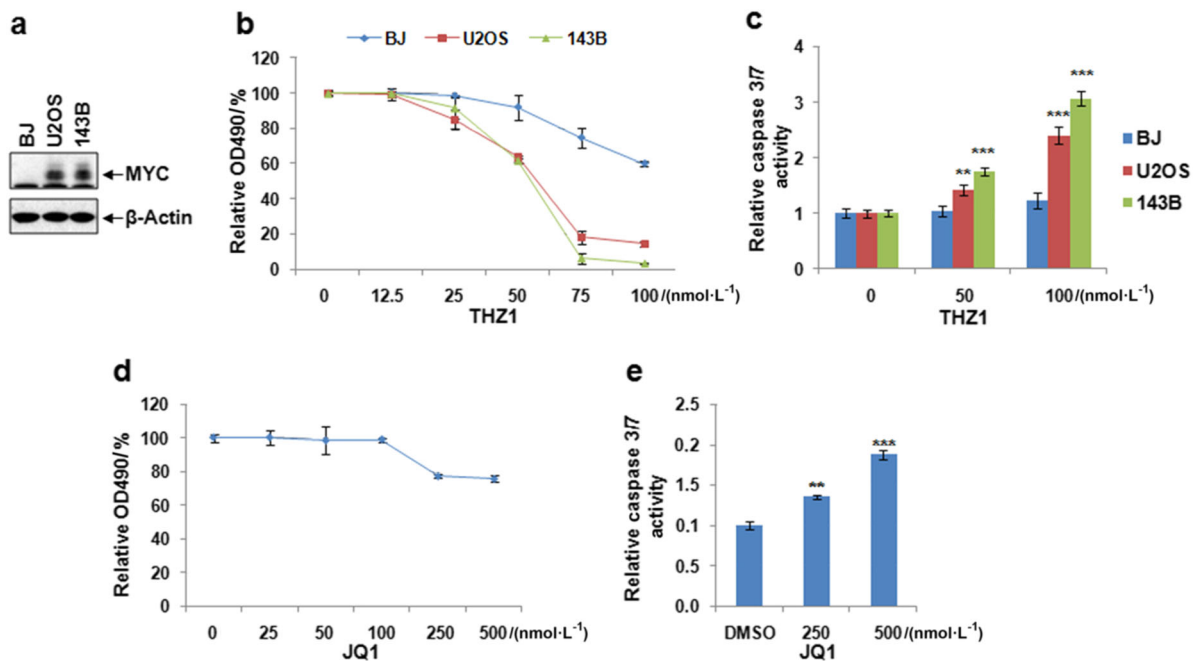 a
BJ
U2OS
143B
MYC
β-Actin
b
BJ
U2OS
143B
Relative OD490/%
120
100
80
60
40
20
0
0 12.5 25 50 75 100/(nmol·L⁻¹)
THZ1
c
Relative caspase 3/7
activity
4
3
2
1
0
** *** *** ***
BJ
U2OS
143B
0 50 100/(nmol·L⁻¹)
THZ1
d
Relative OD490/%
120
100
80
60
40
20
0
0 25 50 100 250 500/(nmol·L⁻¹)
JQ1
e
Relative caspase 3/7
activity
2.5
0.2
1.5
0.1
0.5
0.0
** ***
DMSO 250 500/(nmol·L⁻¹)
JQ1